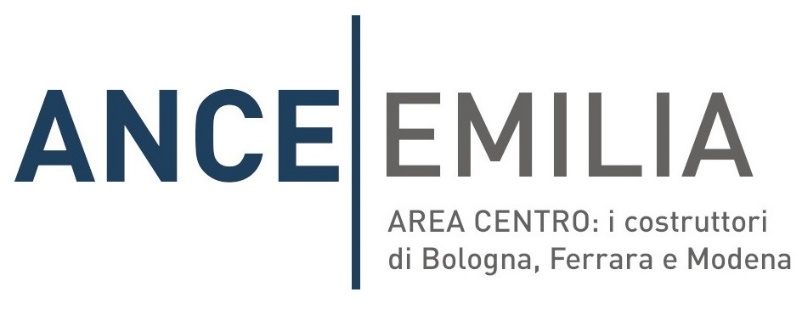 ANCE EMILIA
AREA CENTRO: i costruttori
di Bologna, Ferrara e Modena